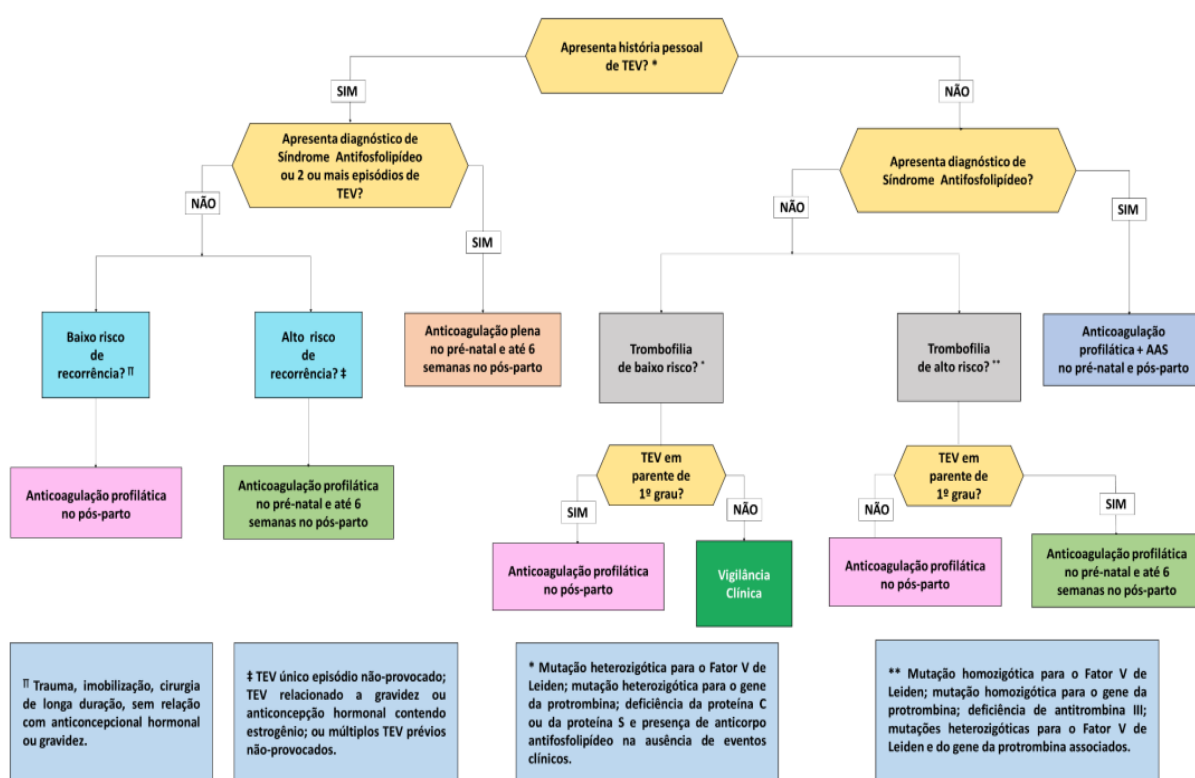 Apresenta história pessoal
de TEV? *
SIM
NÃO
Apresenta diagnóstico de
Síndrome Antifosfolipídeo
ou 2 ou mais episódios de
TEV?
Apresenta diagnóstico de
Síndrome Antifosfolipídeo?
NÃO
SIM
NÃO
SIM
Baixo risco
de
recorrência? ¶
Alto risco
de
recorrência? ‡
Anticoagulação plena
no pré-natal e até 6
semanas no pós-parto
Trombofilia
de baixo risco? *
Trombofilia
de alto risco? **
Anticoagulação
profilática + AAS
no pré-natal e pós-parto
Anticoagulação profilática
no pós-parto
Anticoagulação profilática
no pré-natal e até 6
semanas no pós-parto
TEV em
parente de
1º grau?
TEV em
parente de
1º grau?
SIM
NÃO
NÃO
SIM
Anticoagulação profilática
no pós-parto
Vigilância
Clínica
Anticoagulação profilática
no pós-parto
Anticoagulação profilática
no pré-natal e até 6
semanas no pós-parto
¶ Trauma, imobilização, cirurgia
de longa duração, sem relação
com anticoncepcional hormonal
ou gravidez.
‡ TEV único episódio não-provocado;
TEV relacionado a gravidez ou
anticoncepção hormonal contendo
estrogênio; ou múltiplos TEV prévios
não-provocados.
* Mutação heterozigótica para o Fator V de
Leiden; mutação heterozigótica para o gene
da protrombina; deficiência da proteína C
ou da proteína S e presença de anticorpo
antifosfolipídeo na ausência de eventos
clínicos.
** Mutação homozigótica para o Fator V de
Leiden; mutação homozigótica para o gene da
protrombina; deficiência de antitrombina III;
mutações heterozigóticas para o Fator V de
Leiden e do gene da protrombina associados.